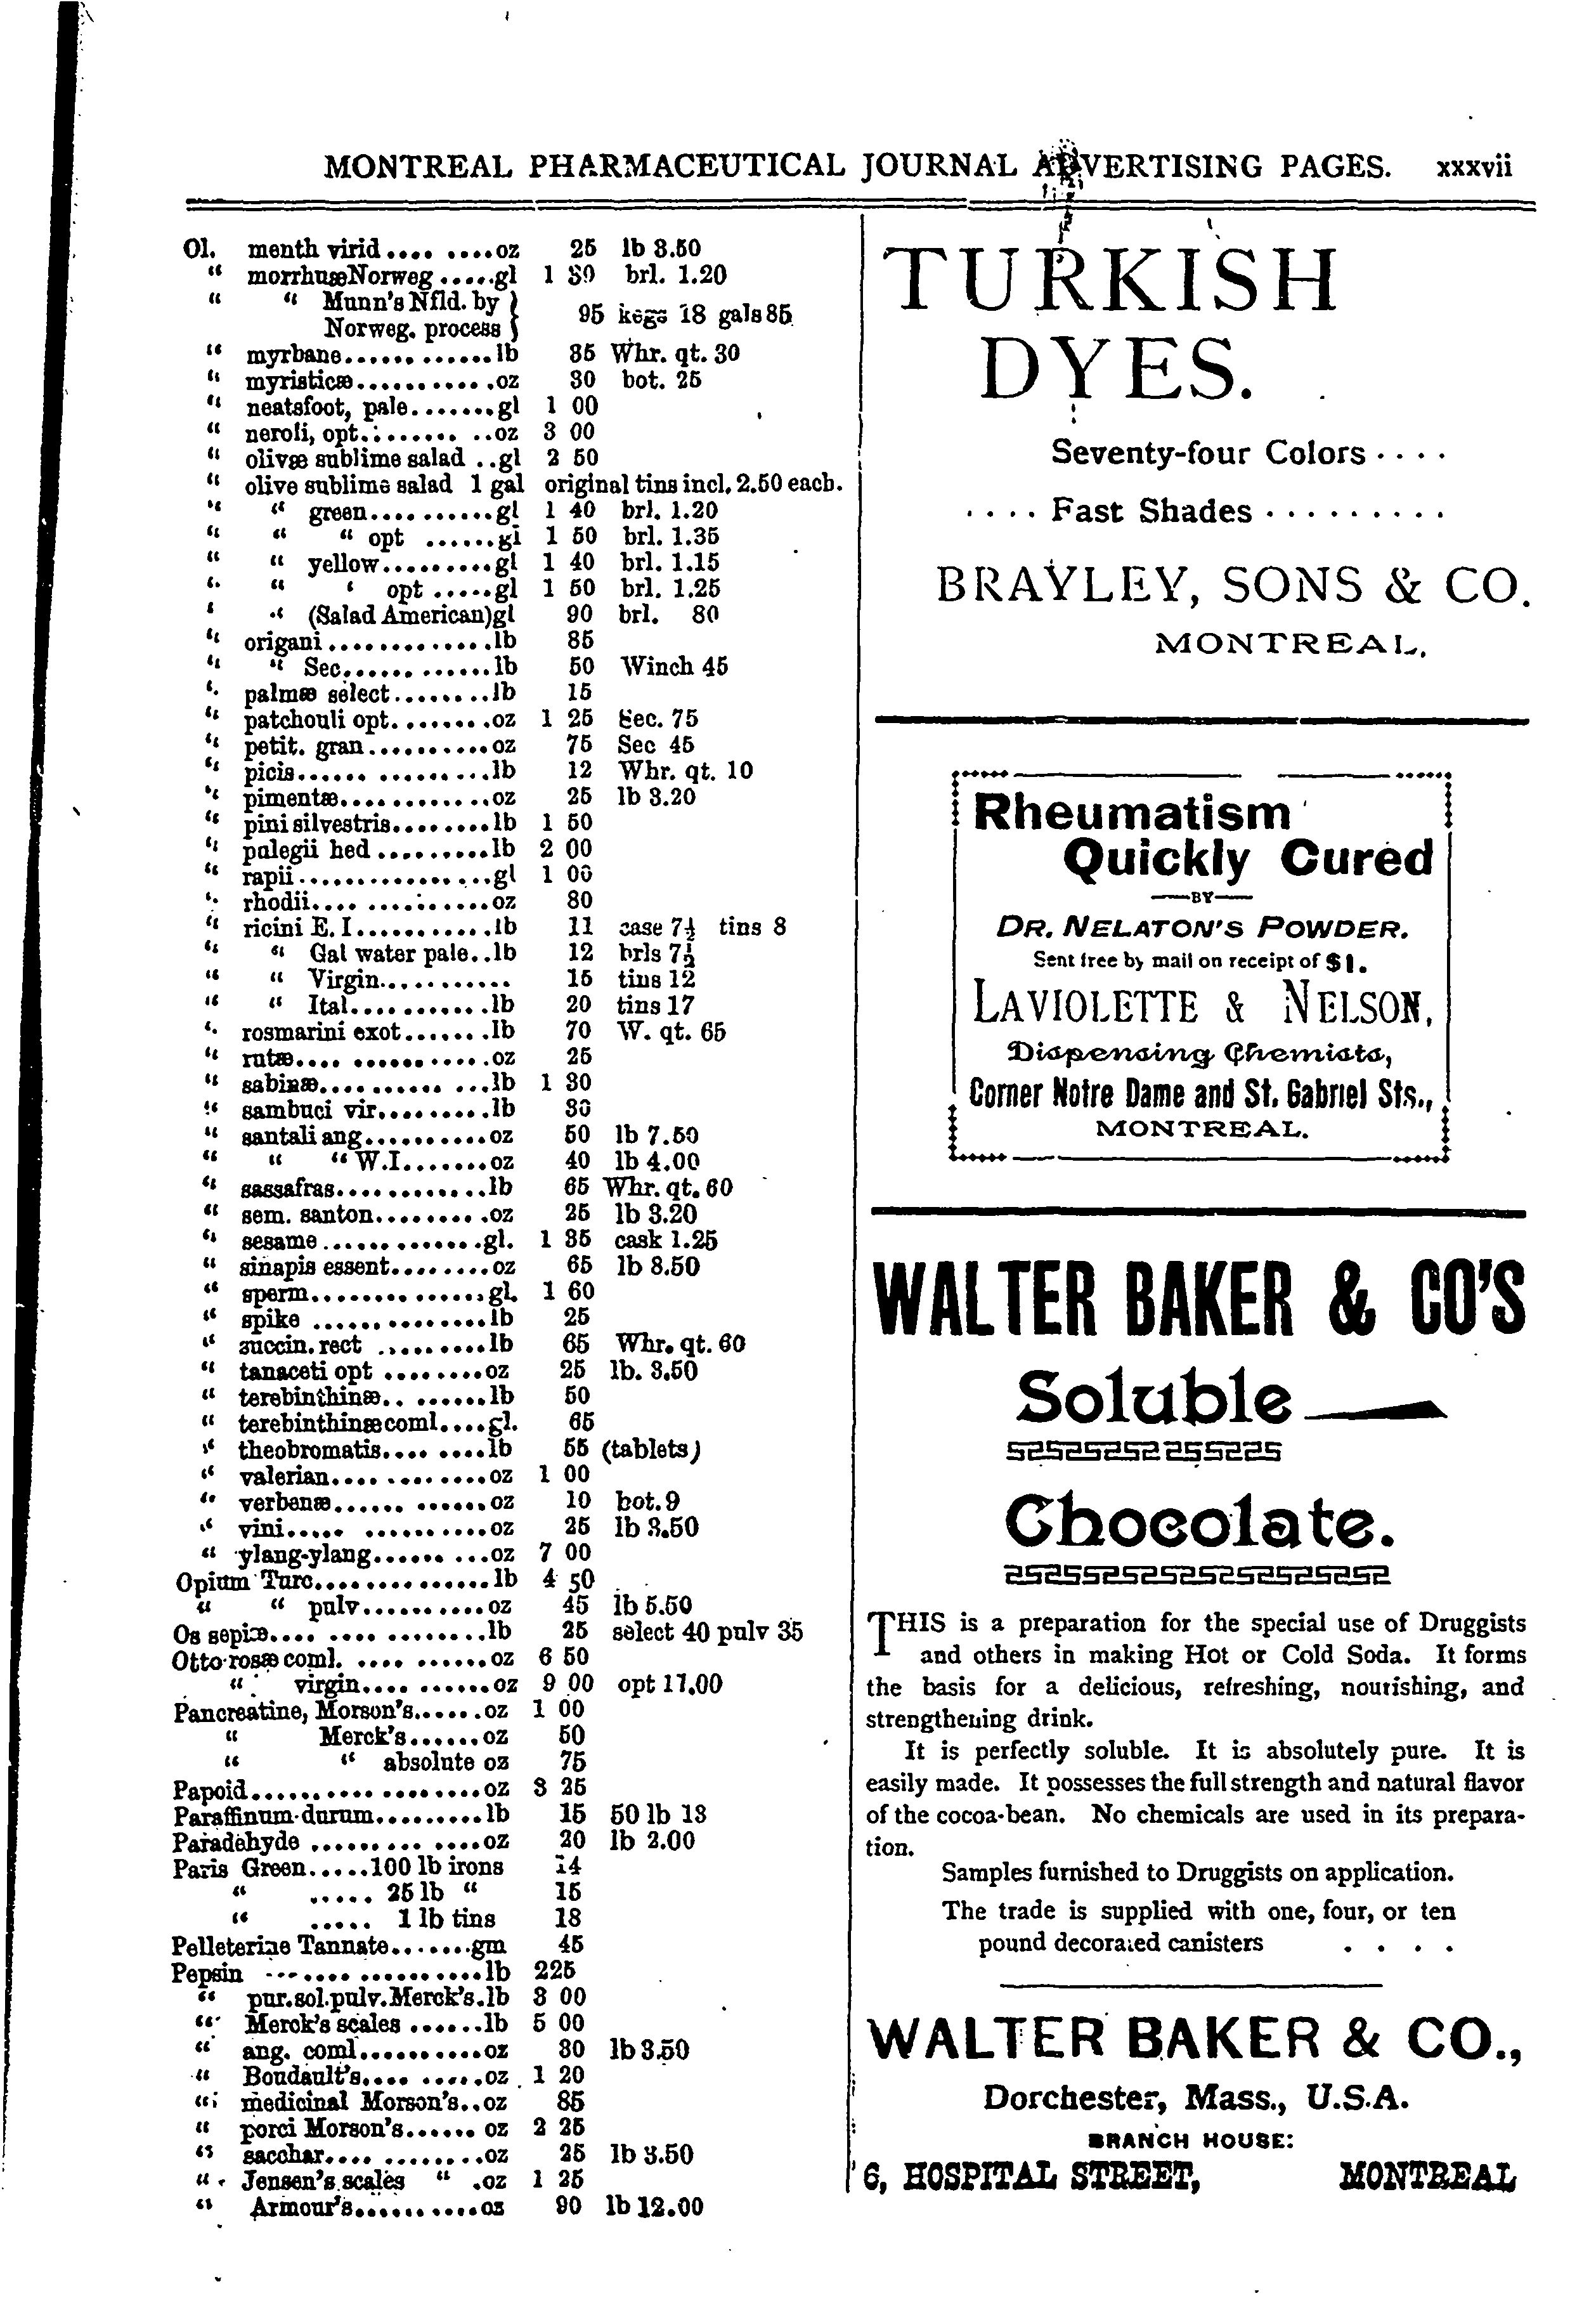 MONTREAL PHARMACEUTICAL JOURNAL ADVERTISING PAGES. xxxvii
Ol. menth virid.... ....oz 25 lb 3.50
“ morrhuæ Norweg .....gl 1 30 brl. 1.20
“ “ Munn's Nfld. by }
Norweg. process } 95 kegs 18 gals 85
“ myrbane...... ......lb 35 Whr. qt. 30
“ myristicæ...........oz 30 bot. 25
“ neatsfoot, pale.......gl 1 00
“ neroli, opt........ ..oz 3 00
“ olivæ sublime salad ..gl 2 50
“ olive sublime salad 1 gal original tins incl. 2.50 each.
“ “ green............gl 1 40 brl. 1.20
“ “ “ opt ......gl 1 50 brl. 1.35
“ “ yellow.........gl 1 40 brl. 1.15
“ “ ‘ opt .....gl 1 50 brl. 1.25
‘ “ (Salad American)gl 90 brl. 80
“ origani.............lb 85
“ “ Sec...... ......lb 50 Winch 45
“ palmæ select........lb 15
“ patchouli opt........oz 1 25 Sec. 75
“ petit. gran..........oz 75 Sec 45
“ picis...... .........lb 12 Whr. qt. 10
“ pimentæ............oz 25 lb 3.20
“ pini silvestris........lb 1 50
“ pulegii hed.........lb 2 00
“ rapii................gl 1 00
“ rhodii.... ..........oz 80
“ ricini E. I...........lb 11 case 7½ tins 8
“ “ Gal water pale..lb 12 brls 7½
“ “ Virgin........... 15 tins 12
“ “ Ital............lb 20 tins 17
“ rosmarini exot.......lb 70 W. qt. 65
“ rutæ.... ...........oz 25
“ sabinæ.......... ...lb 1 30
“ sambuci vir..........lb 30
“ santali ang..........oz 50 lb 7.50
“ “ “ W.I.......oz 40 lb 4.00
“ sassafras............lb 65 Whr. qt. 60
“ sem. santon.........oz 25 lb 3.20
“ sesame.............gl. 1 35 cask 1.25
“ sinapis essent........oz 65 lb 8.50
“ sperm..............gl. 1 60
“ spike ..............lb 25
“ succin. rect .........lb 65 Whr. qt. 60
“ tanaceti opt ........oz 25 lb. 3.50
“ terebinthinæ.. ......lb 50
“ terebinthinæ coml....gl. 65
“ theobromatis.... ....lb 55 (tablets)
“ valerian.... ........oz 1 00
“ verbenæ...... ......oz 10 bot. 9
“ vini..... ..........oz 25 lb 3.50
“ ylang-ylang...... ...oz 7 00
Opium Turc..............lb 4 50
“ “ pulv..........oz 45 lb 5.50
Os sepiæ.... .... ........lb 25 select 40 pulv 35
Otto rosæ coml. .... ......oz 6 50
“ virgin.... ......oz 9 00 opt 11.00
Pancreatine, Morson's......oz 1 00
“ Merck's......oz 50
“ “ absolute oz 75
Papoid..................oz 3 25
Paraffinum durum.........lb 15 50 lb 13
Paradehyde ......... ....oz 20 lb 2.00
Paris Green.....100 lb irons 14
“ ..... 25 lb “ 15
“ ..... 1 lb tins 18
Pelleterine Tannate.......gm 45
Pepsin ... .... ..........lb 225
“ pur.sol.pulv.Merck's.lb 3 00
“ Merck's scales ......lb 5 00
“ ang. coml..........oz 30 lb 3.50
“ Boudault's.... .....oz 1 20
“ medicinal Morson's..oz 85
“ porci Morson's...... oz 2 25
“ sacchar.... ........oz 25 lb 3.50
“ Jensen's scales “ .oz 1 25
“ Armour's...........oz 90 lb 12.00
TURKISH
DYES.
Seventy-four Colors ....
.... Fast Shades .........
BRAYLEY, SONS & CO.
MONTREAL.
Rheumatism
Quickly Cured
—BY—
DR. NELATON'S POWDER.
Sent free by mail on receipt of $1.
LAVIOLETTE & NELSON,
Dispensing Chemists,
Corner Notre Dame and St. Gabriel Sts.,
MONTREAL.
WALTER BAKER & CO'S
Soluble
Chocolate.
THIS is a preparation for the special use of Druggists
and others in making Hot or Cold Soda. It forms
the basis for a delicious, refreshing, nourishing, and
strengthening drink.
It is perfectly soluble. It is absolutely pure. It is
easily made. It possesses the full strength and natural flavor
of the cocoa-bean. No chemicals are used in its prepara-
tion.
Samples furnished to Druggists on application.
The trade is supplied with one, four, or ten
pound decorated canisters . . . .
WALTER BAKER & CO.,
Dorchester, Mass., U.S.A.
BRANCH HOUSE:
6, HOSPITAL STREET, MONTREAL